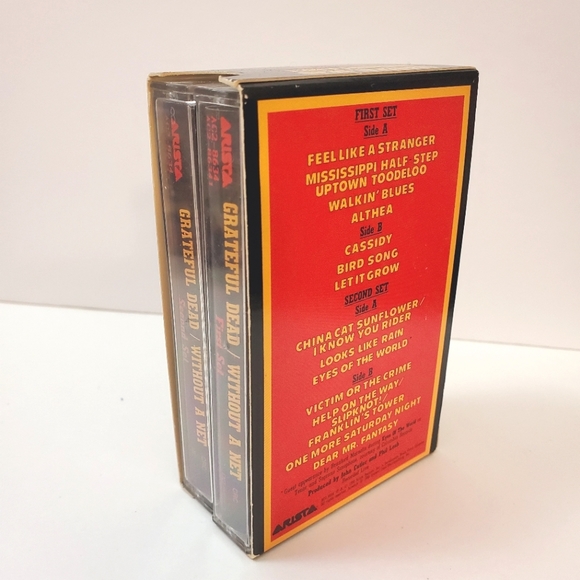 FIRST SET
Side A
FEEL LIKE A STRANGER
MISSISSIPPI HALF STEP
UPTOWN TOODELOO
WALKIN' BLUES
ALTHEA
Side B
CASSIDY
BIRD SONG
LET IT GROW
SECOND SET
Side A
CHINA CAT SUNFLOWER/
I KNOW YOU RIDER
LOOKS LIKE RAIN
EYES OF THE WORLD*
Side B
VICTIM OR THE CRIME
HELP ON THE WAY/
SLIPKNOT!/
FRANKLIN'S TOWER
ONE MORE SATURDAY NIGHT
DEAR MR. FANTASY
Produced by John Cutler and Phil Lesh
ARISTA
ARISTA
GRATEFUL DEAD / WITHOUT A NET
First Set
ARISTA
GRATEFUL DEAD / WITHOUT A NET